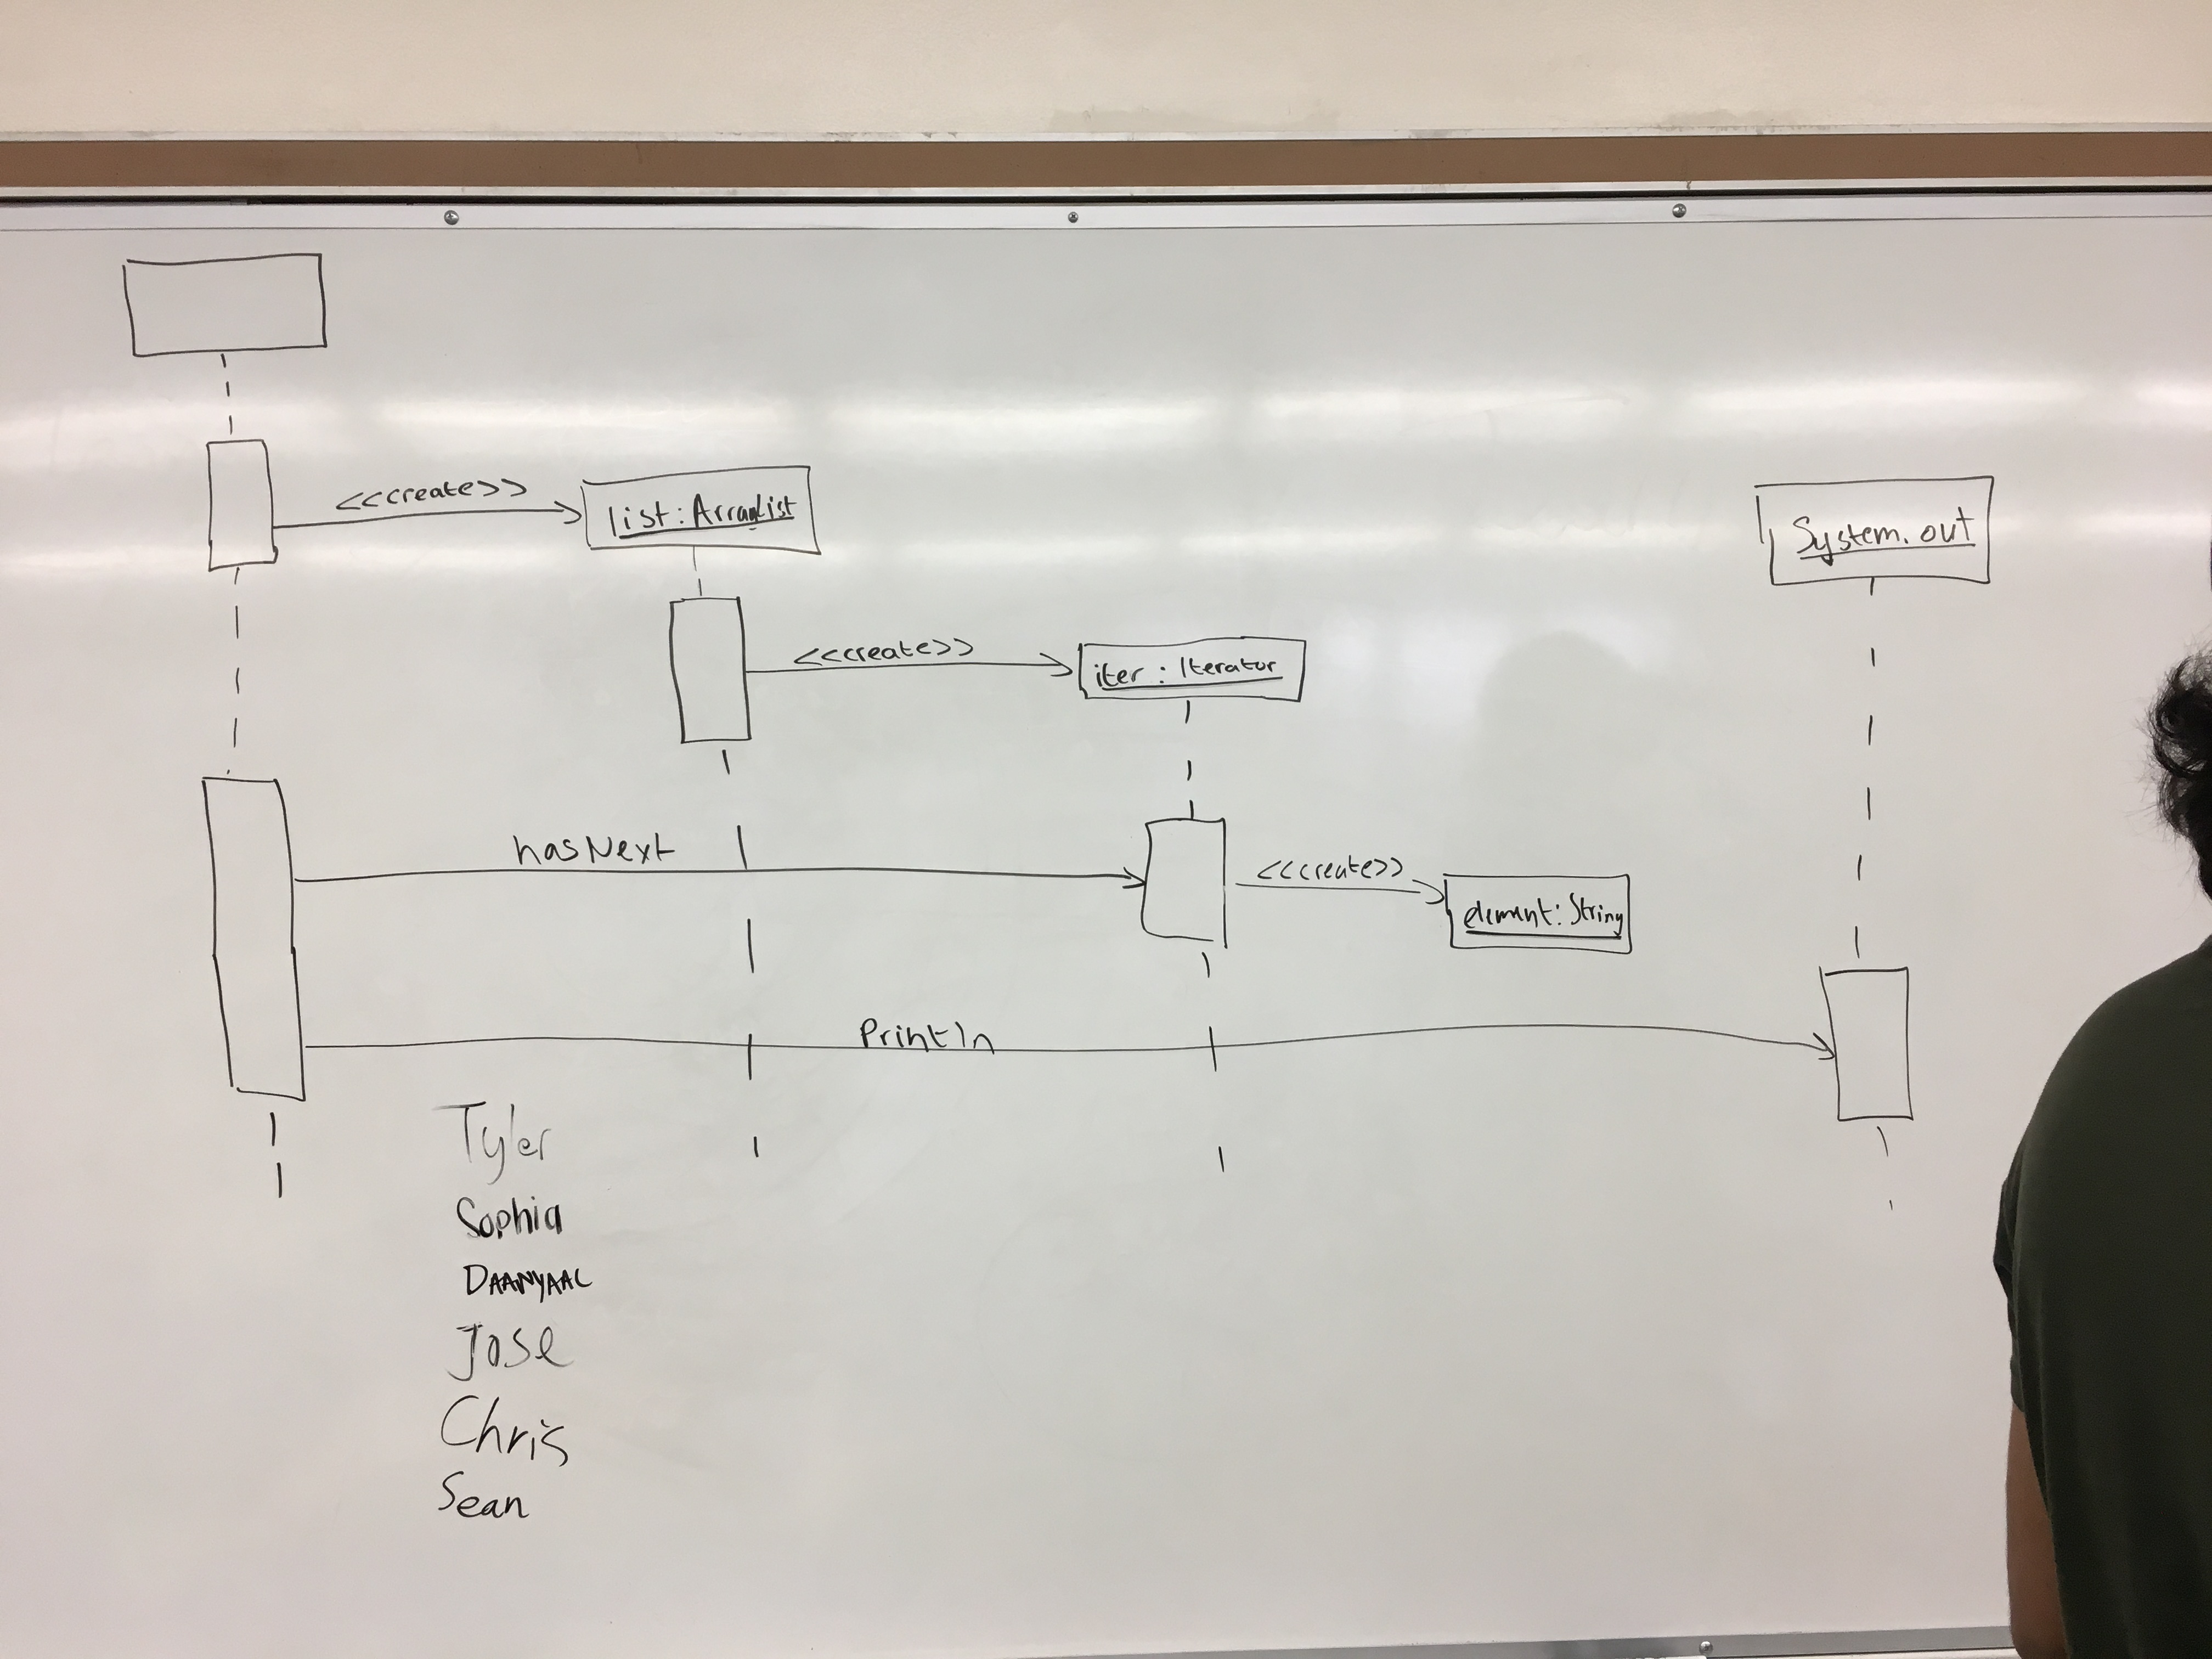 <<create>>
list:Arraylist
System.out
<<create>>
iter : Iterator
hasNext
<<create>>
element:String
Println
Tyler
Sophia
DAANYAAL
Jose
Chris
Sean